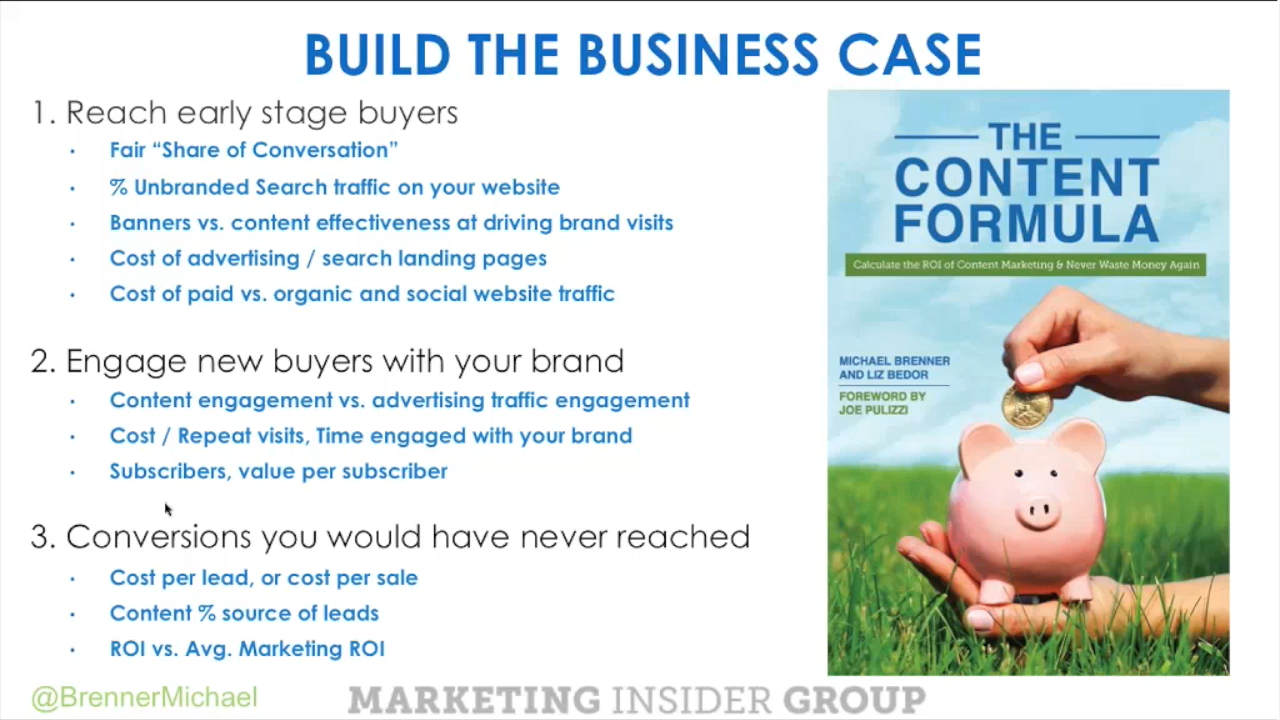 BUILD THE BUSINESS CASE
1. Reach early stage buyers
· Fair “Share of Conversation”
· % Unbranded Search traffic on your website
· Banners vs. content effectiveness at driving brand visits
· Cost of advertising / search landing pages
· Cost of paid vs. organic and social website traffic
2. Engage new buyers with your brand
· Content engagement vs. advertising traffic engagement
· Cost / Repeat visits, Time engaged with your brand
· Subscribers, value per subscriber
3. Conversions you would have never reached
· Cost per lead, or cost per sale
· Content % source of leads
· ROI vs. Avg. Marketing ROI
THE
CONTENT
FORMULA
Calculate the ROI of Content Marketing & Never Waste Money Again
MICHAEL BRENNER
AND LIZ BEDOR
FOREWORD BY
JOE PULIZZI
@BrennerMichael
MARKETING INSIDER GROUP